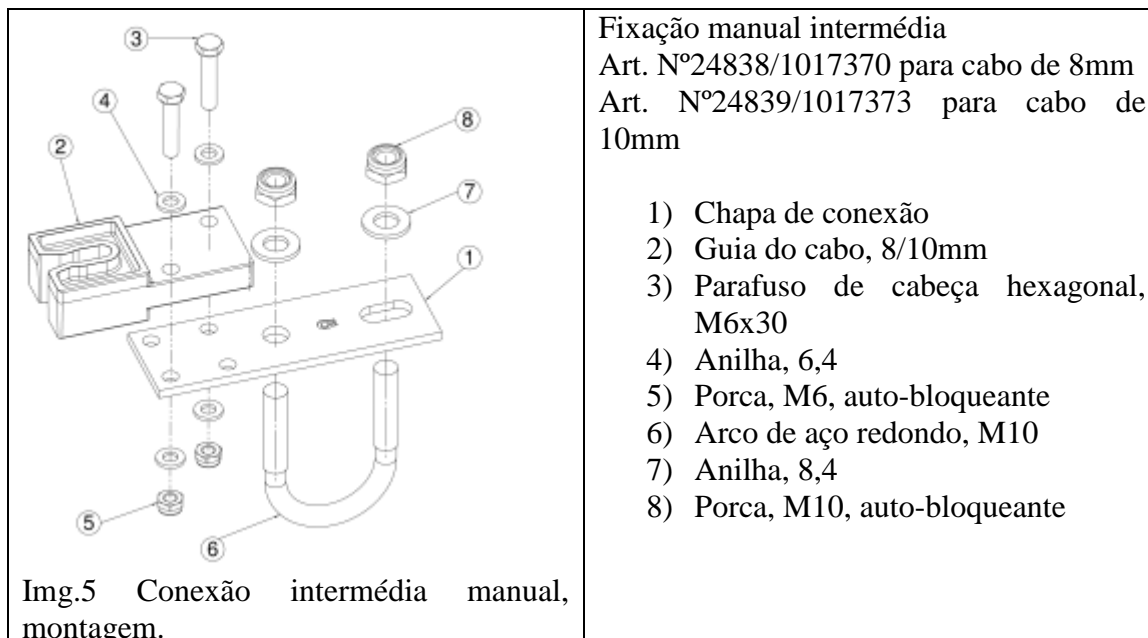 3
4
2
8
7
1
5
6
Img.5 Conexão intermédia manual,
montagem.
Fixação manual intermédia
Art. Nº24838/1017370 para cabo de 8mm
Art. Nº24839/1017373 para cabo de
10mm
1) Chapa de conexão
2) Guia do cabo, 8/10mm
3) Parafuso de cabeça hexagonal,
M6x30
4) Anilha, 6,4
5) Porca, M6, auto-bloqueante
6) Arco de aço redondo, M10
7) Anilha, 8,4
8) Porca, M10, auto-bloqueante